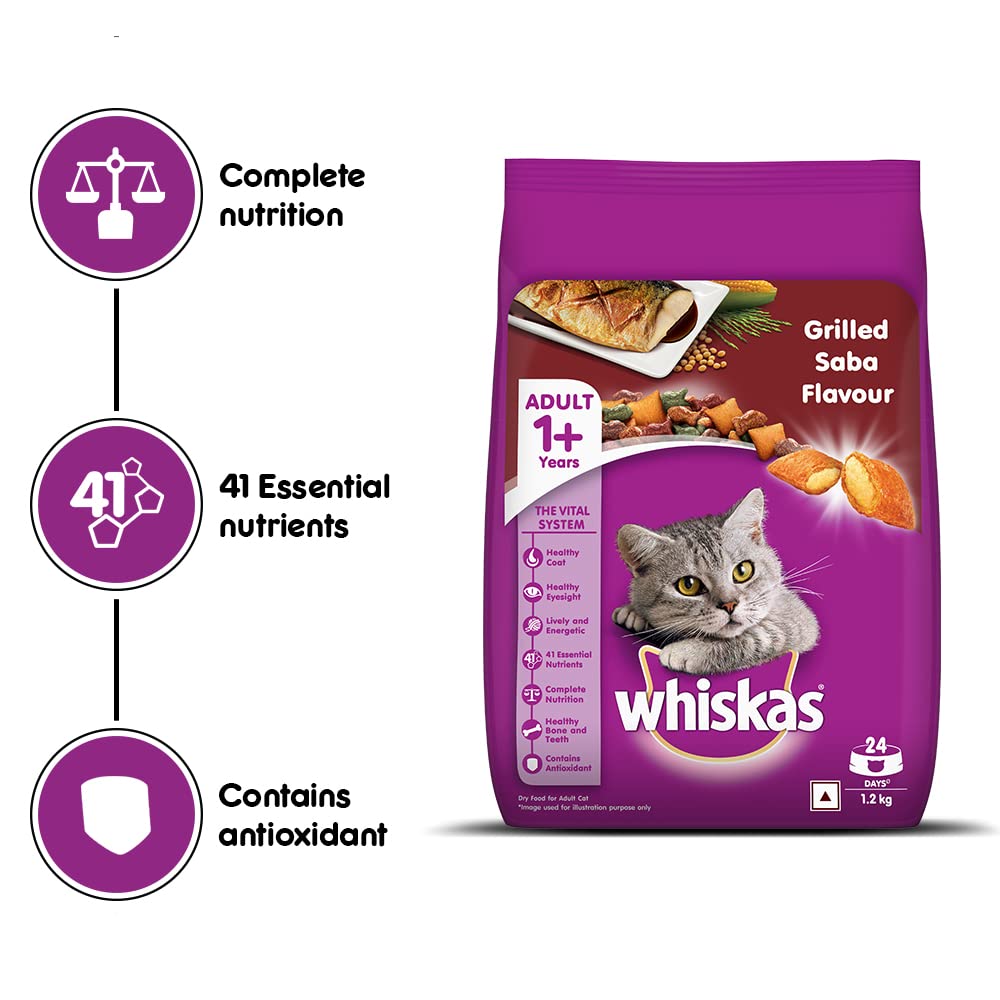 Complete
nutrition
41
41 Essential
nutrients
Contains
antioxidant
Grilled
Saba
Flavour
ADULT
1+
Years
THE VITAL
SYSTEM
Healthy
Coat
Healthy
Eyesight
Lively and
Energetic
41
41 Essential
Nutrients
Complete
Nutrition
Healthy
Bone and
Teeth
Contains
Antioxidant
whiskas®
24
DAYS
1.2 kg
Dry Food for Adult Cat
*Image used for illustration purpose only